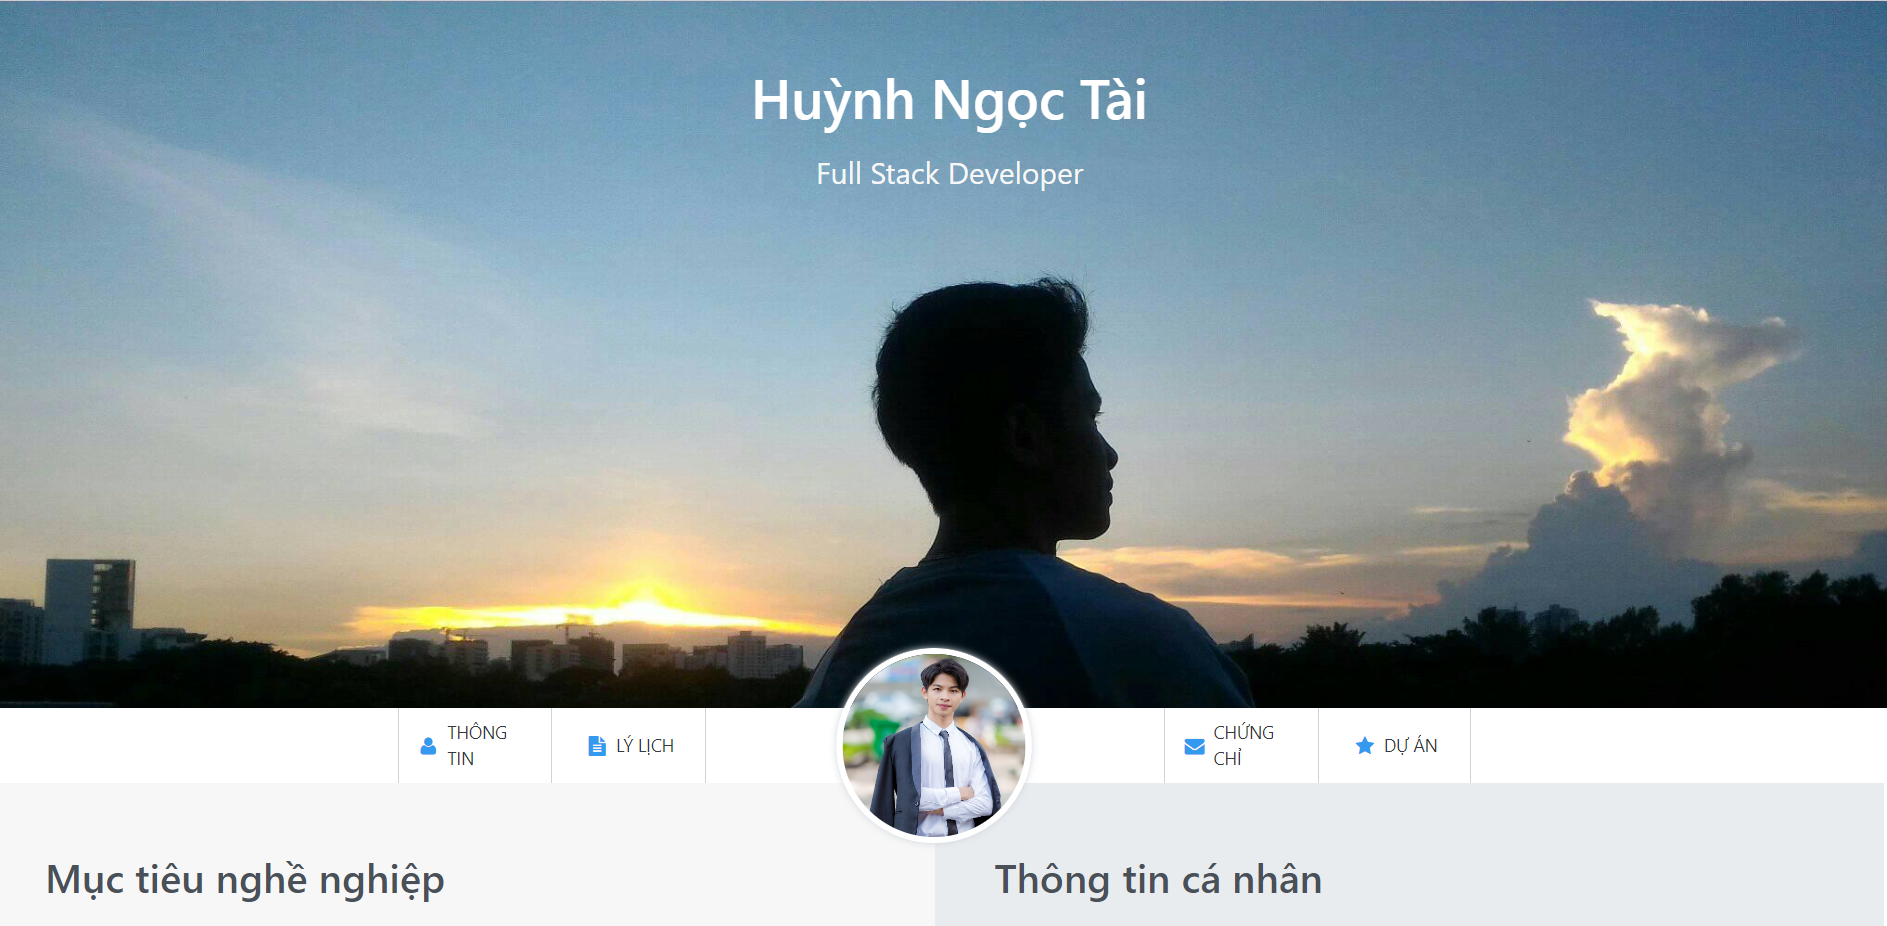 Huỳnh Ngọc Tài
Full Stack Developer
THÔNG
TIN
LÝ LỊCH
CHỨNG
CHỈ
DỰ ÁN
Mục tiêu nghề nghiệp
Thông tin cá nhân